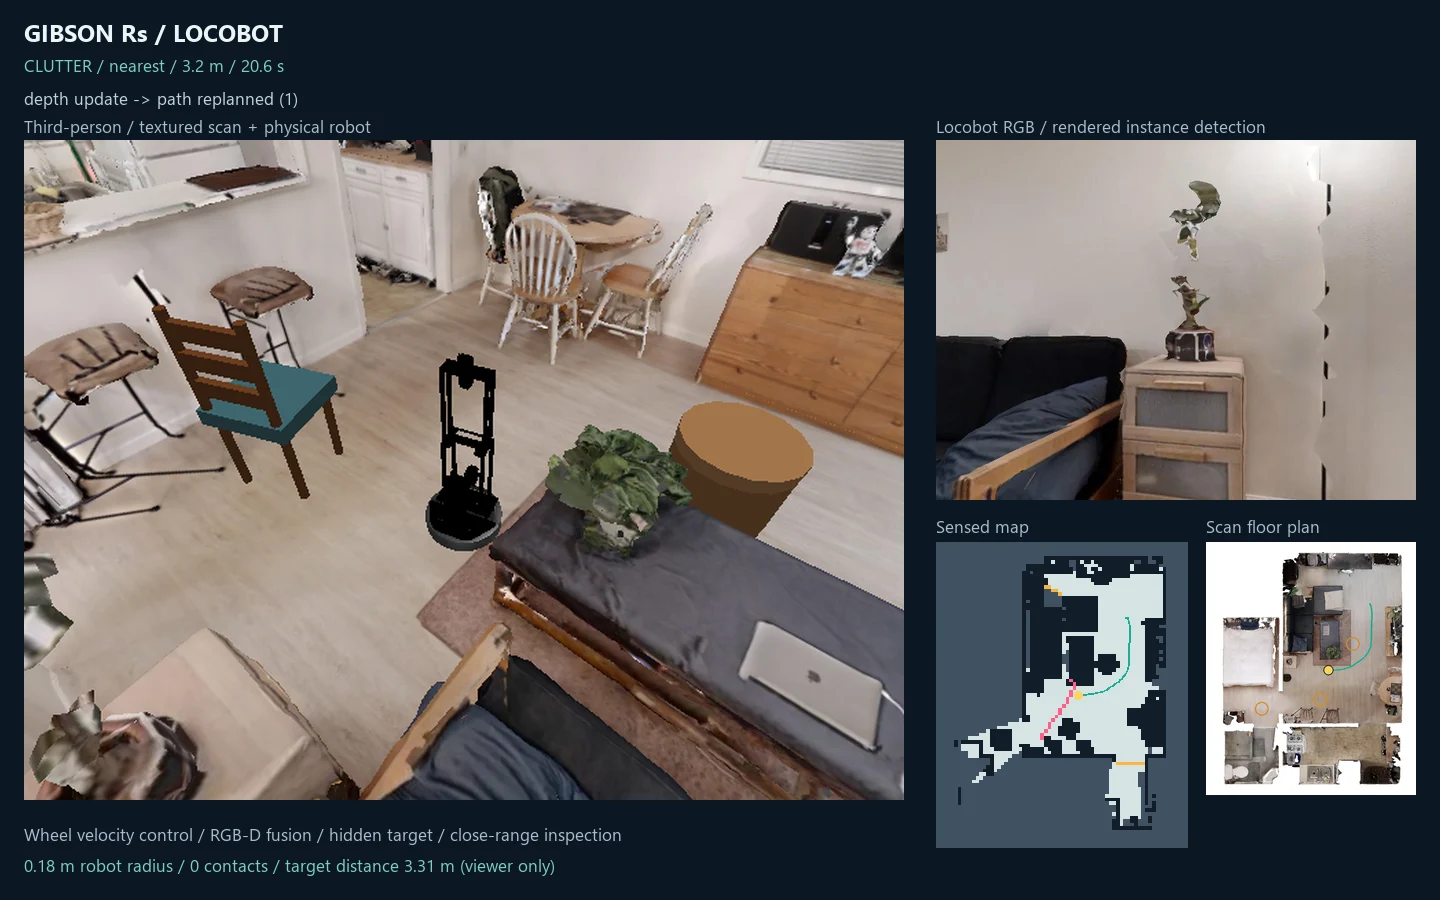 GIBSON Rs / LOCOBOT
CLUTTER / nearest / 3.2 m / 20.6 s
depth update -> path replanned (1)
Third-person / textured scan + physical robot
Locobot RGB / rendered instance detection
Sensed map
Scan floor plan
Wheel velocity control / RGB-D fusion / hidden target / close-range inspection
0.18 m robot radius / 0 contacts / target distance 3.31 m (viewer only)